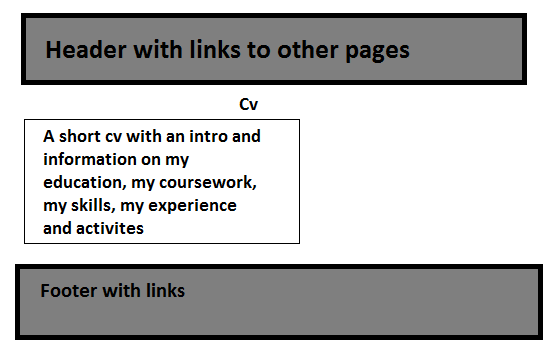 Header with links to other pages
Cv
A short cv with an intro and
information on my
education, my coursework,
my skills, my experience
and activites
Footer with links